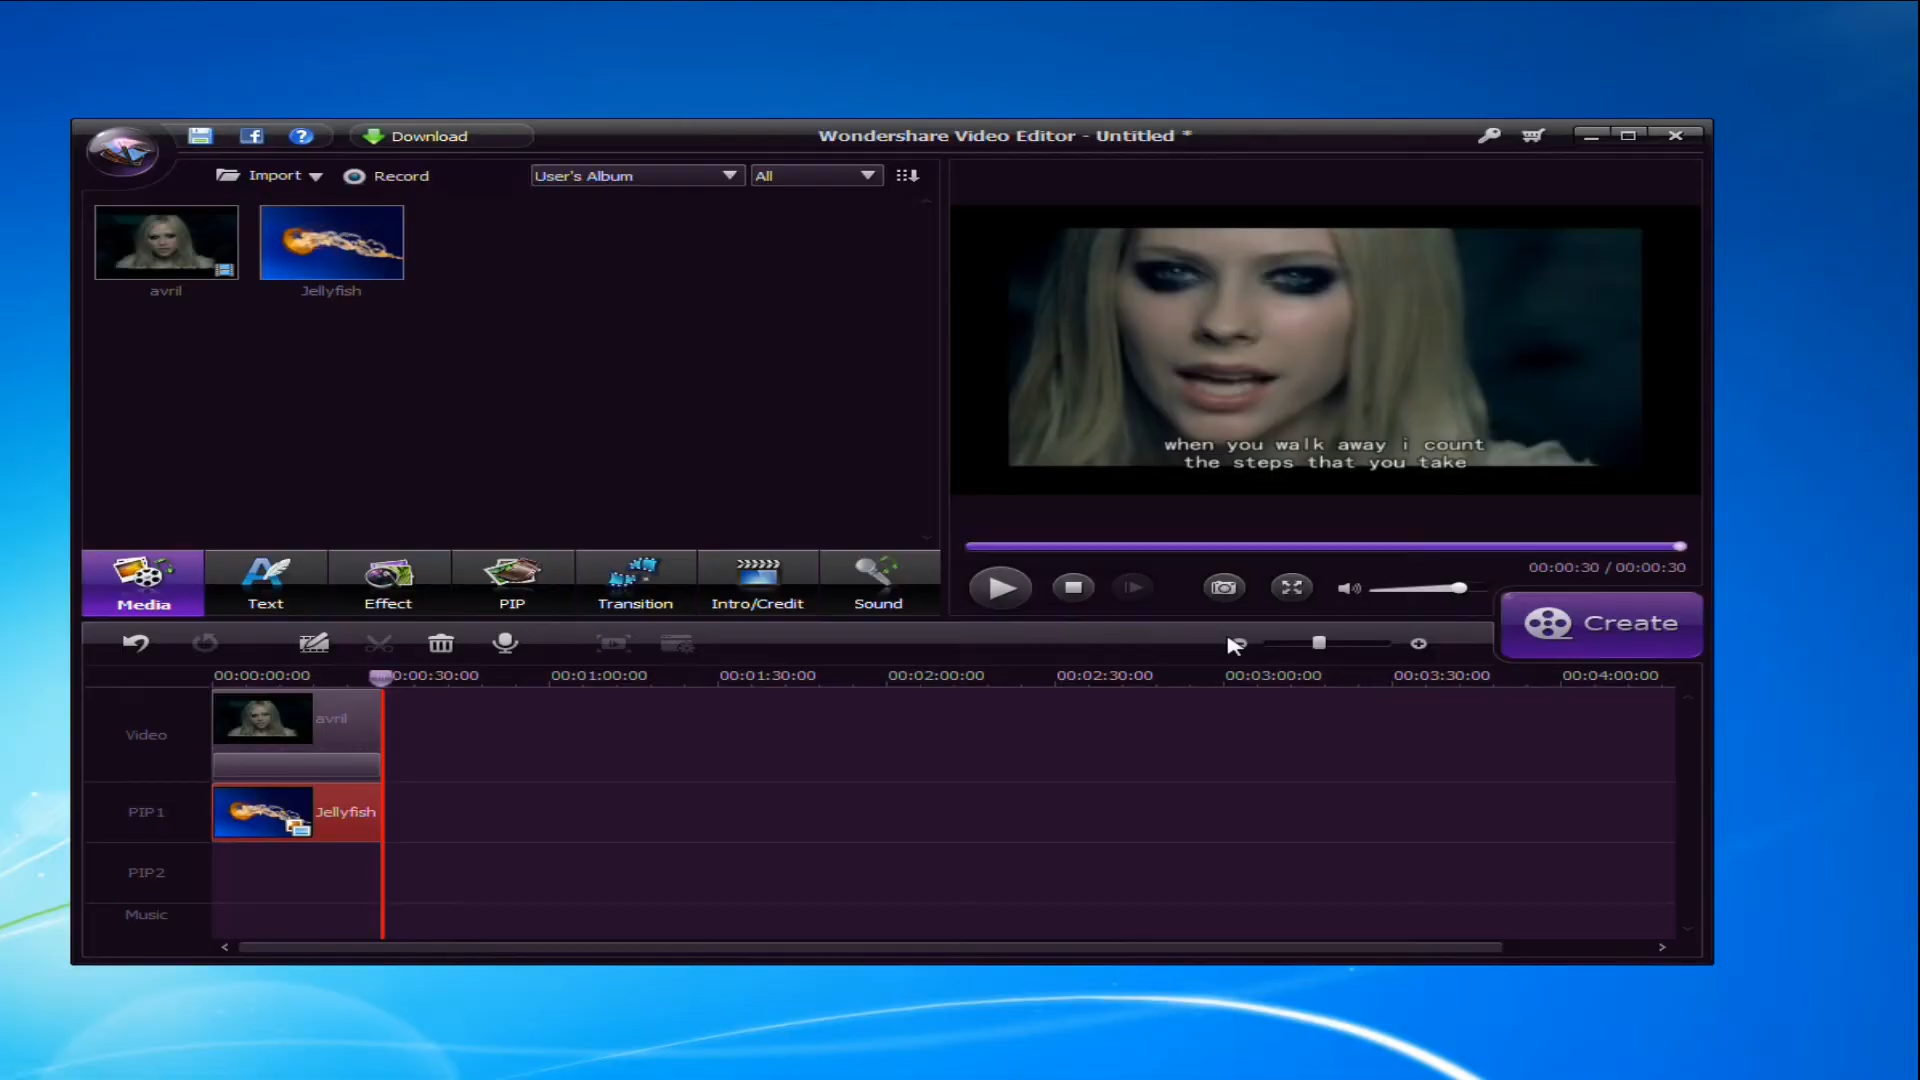 Download
Wondershare Video Editor - Untitled *
Import
Record
User's Album
All
avril
Jellyfish
when you walk away i count
the steps that you take
00:00:30 / 00:00:30
Media
Text
Effect
PIP
Transition
Intro/Credit
Sound
Create
00:00:00:00
0:00:30:00
00:01:00:00
00:01:30:00
00:02:00:00
00:02:30:00
00:03:00:00
00:03:30:00
00:04:00:00
Video
avril
PIP1
Jellyfish
PIP2
Music